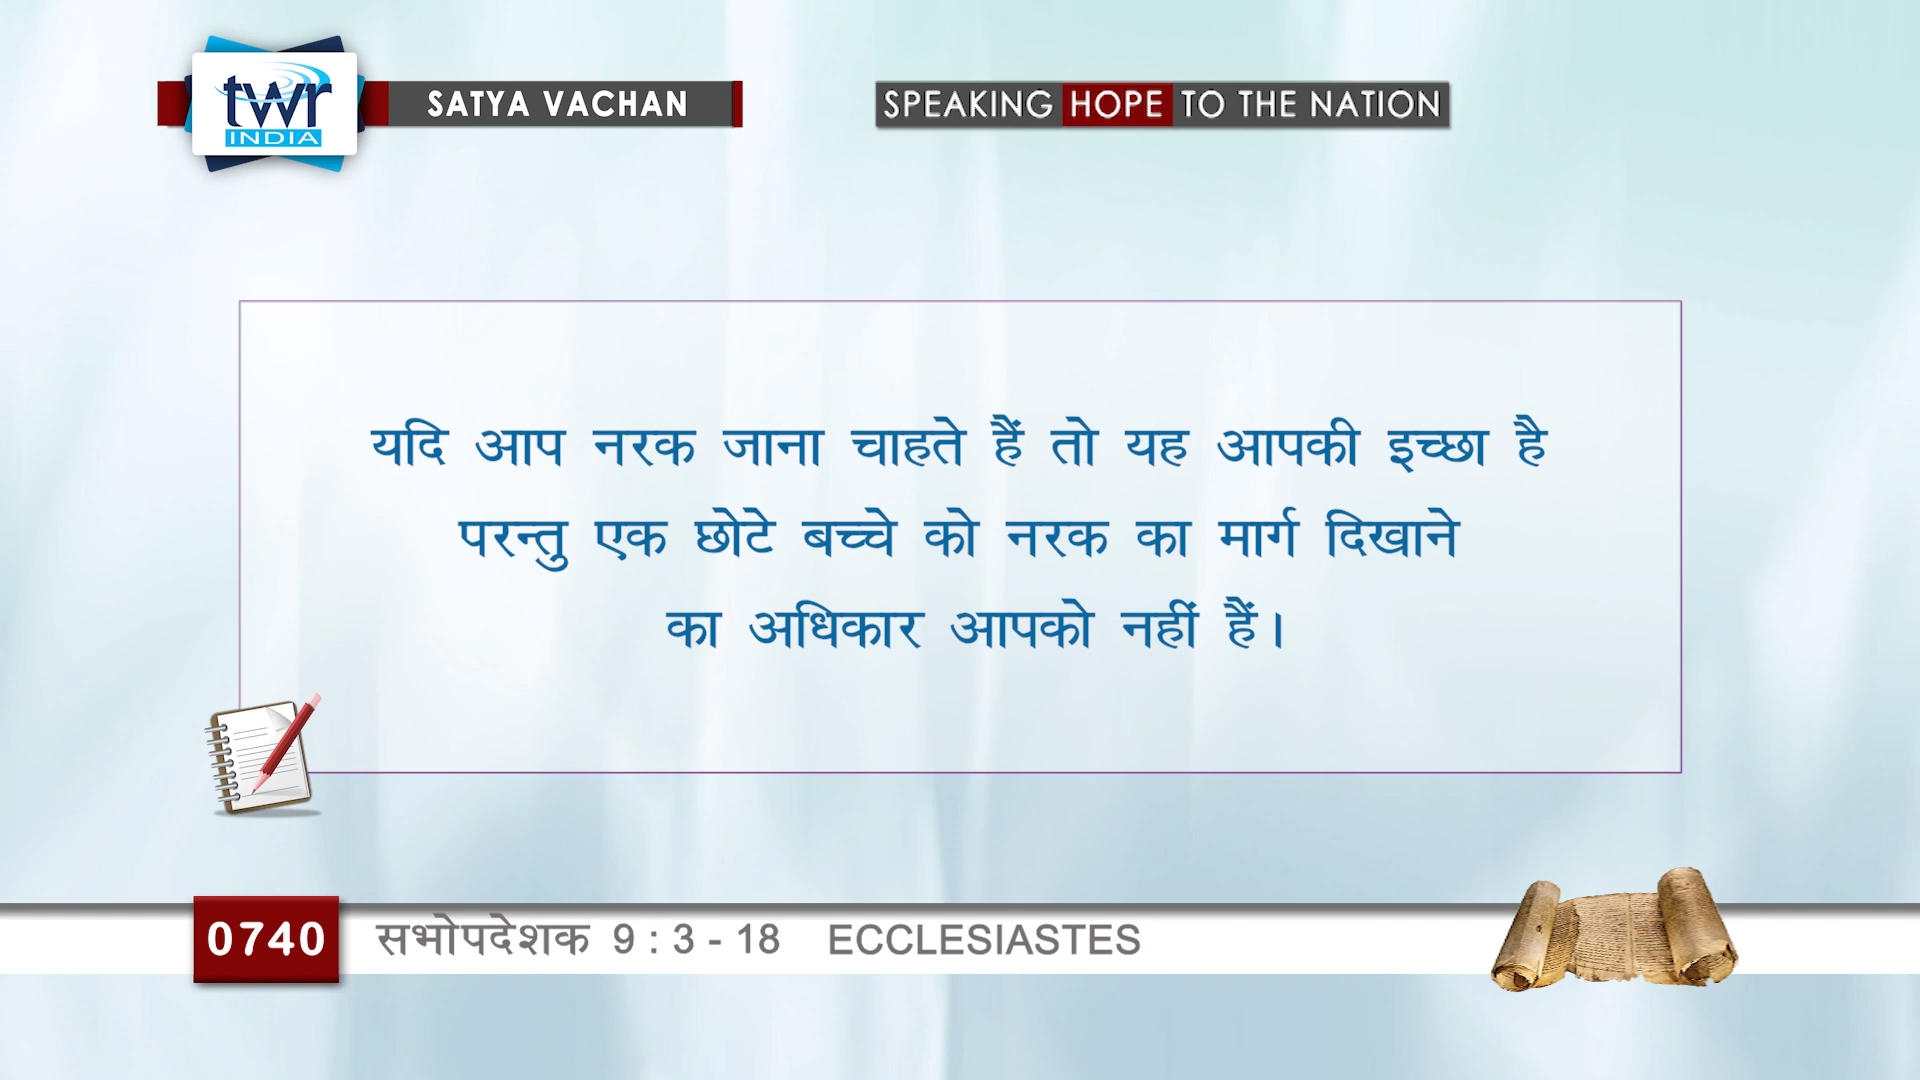 twr
INDIA
SATYA VACHAN
SPEAKING HOPE TO THE NATION
यदि आप नरक जाना चाहते हैं तो यह आपकी इच्छा है
परन्तु एक छोटे बच्चे को नरक का मार्ग दिखाने
का अधिकार आपको नहीं हैं।
0740 सभोपदेशक 9 : 3 - 18 ECCLESIASTES